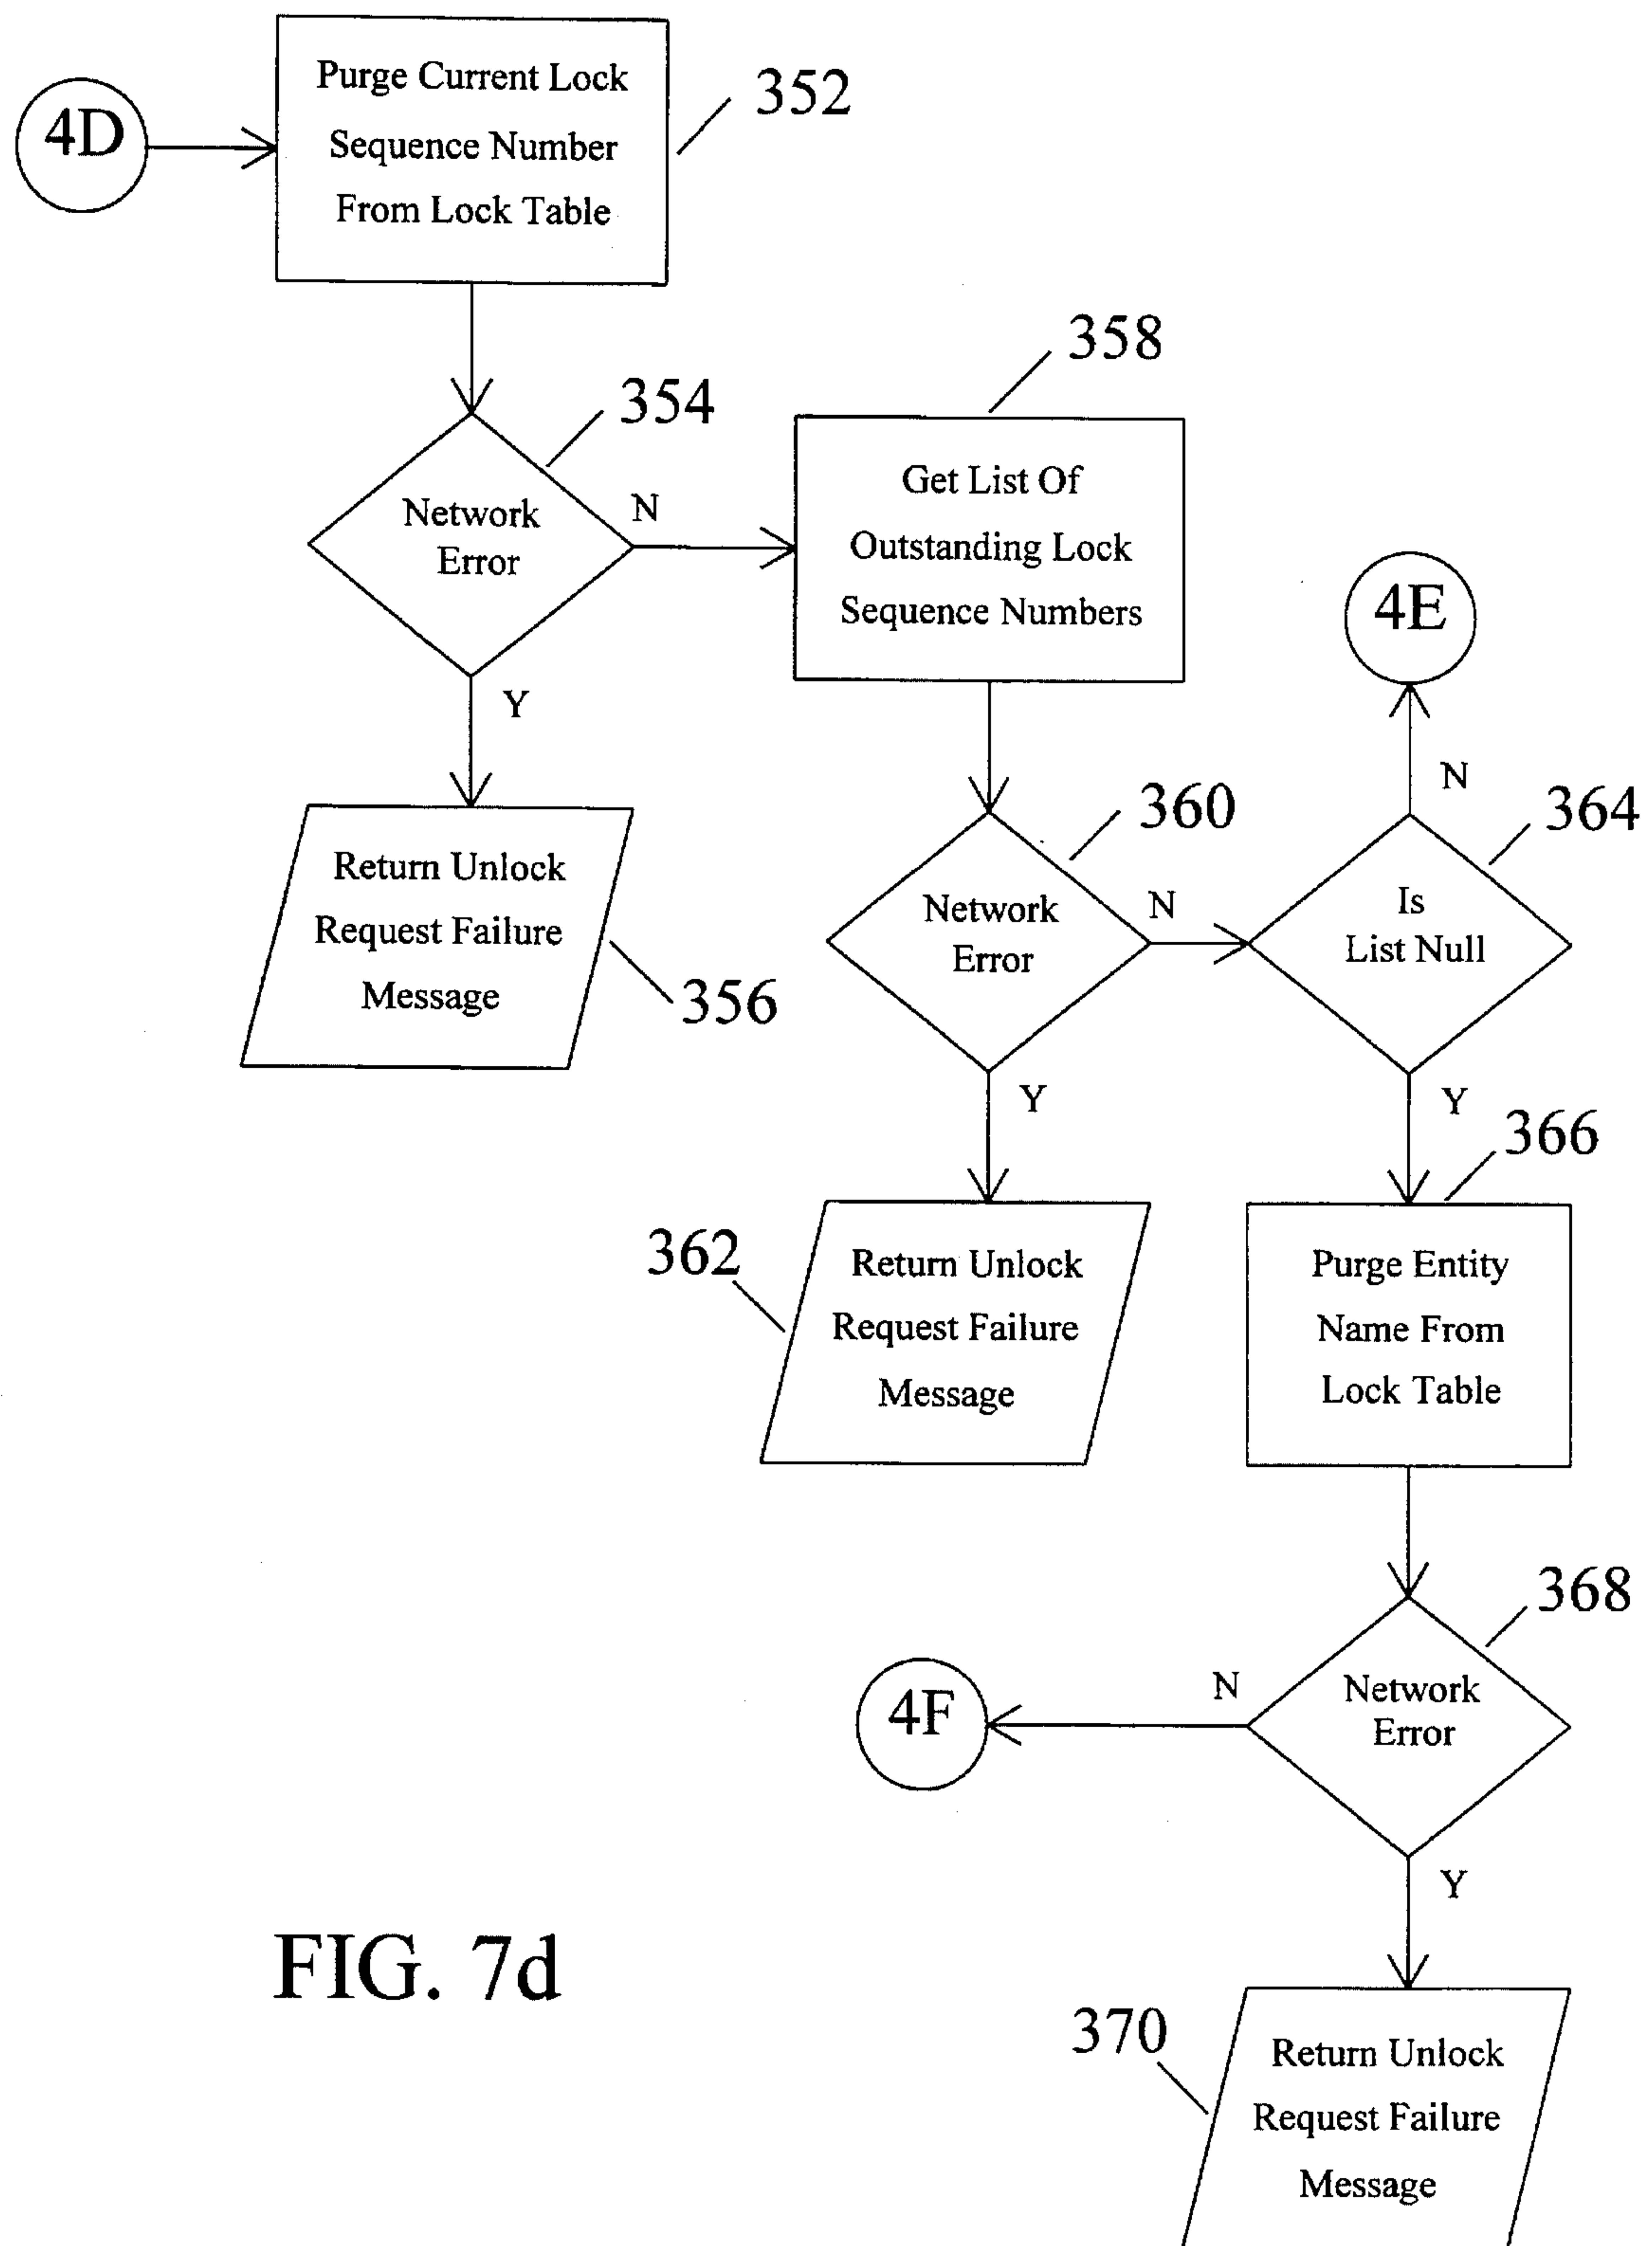 4D
Purge Current Lock
Sequence Number
From Lock Table
352
354
Network
Error
N
Y
358
Get List Of
Outstanding Lock
Sequence Numbers
4E
N
Return Unlock
Request Failure
Message
356
360
Network
Error
N
Y
364
Is
List Null
Y
366
362
Return Unlock
Request Failure
Message
Purge Entity
Name From
Lock Table
368
Network
Error
N
4F
Y
FIG. 7d
370
Return Unlock
Request Failure
Message